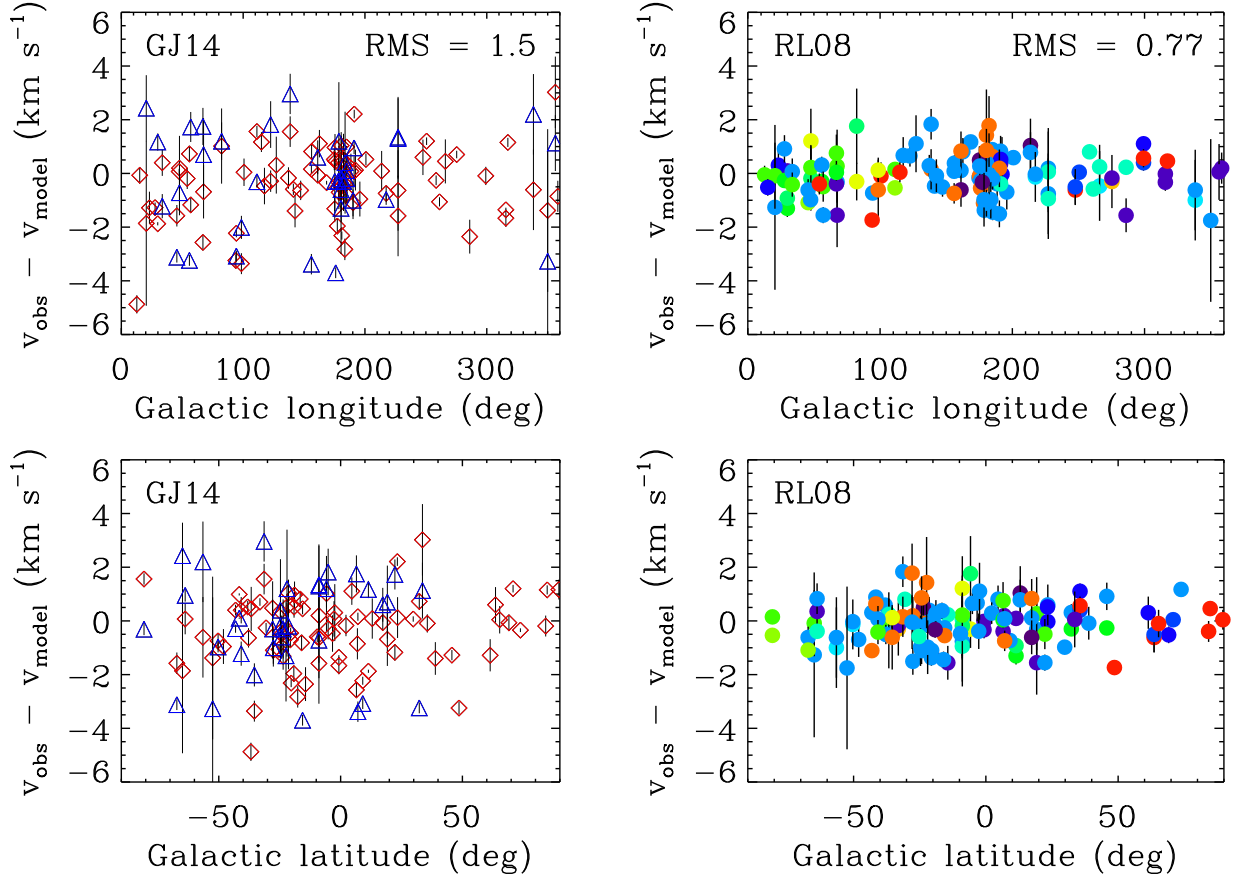 GJ14 RMS = 1.5
6
4
2
0
−2
−4
−6
v_obs − v_model (km s⁻¹)
0 100 200 300
Galactic longitude (deg)
RL08 RMS = 0.77
6
4
2
0
−2
−4
−6
v_obs − v_model (km s⁻¹)
0 100 200 300
Galactic longitude (deg)
GJ14
6
4
2
0
−2
−4
−6
v_obs − v_model (km s⁻¹)
−50 0 50
Galactic latitude (deg)
RL08
6
4
2
0
−2
−4
−6
v_obs − v_model (km s⁻¹)
−50 0 50
Galactic latitude (deg)